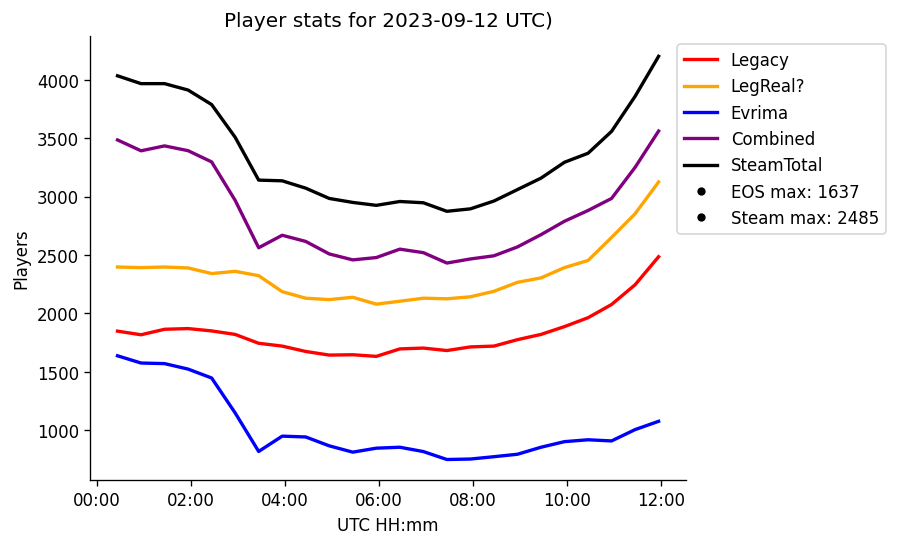 Player stats for 2023-09-12 UTC)
Legacy
LegReal?
Evrima
Combined
SteamTotal
EOS max: 1637
Steam max: 2485
4000
3500
3000
2500
2000
1500
1000
Players
00:00 02:00 04:00 06:00 08:00 10:00 12:00
UTC HH:mm